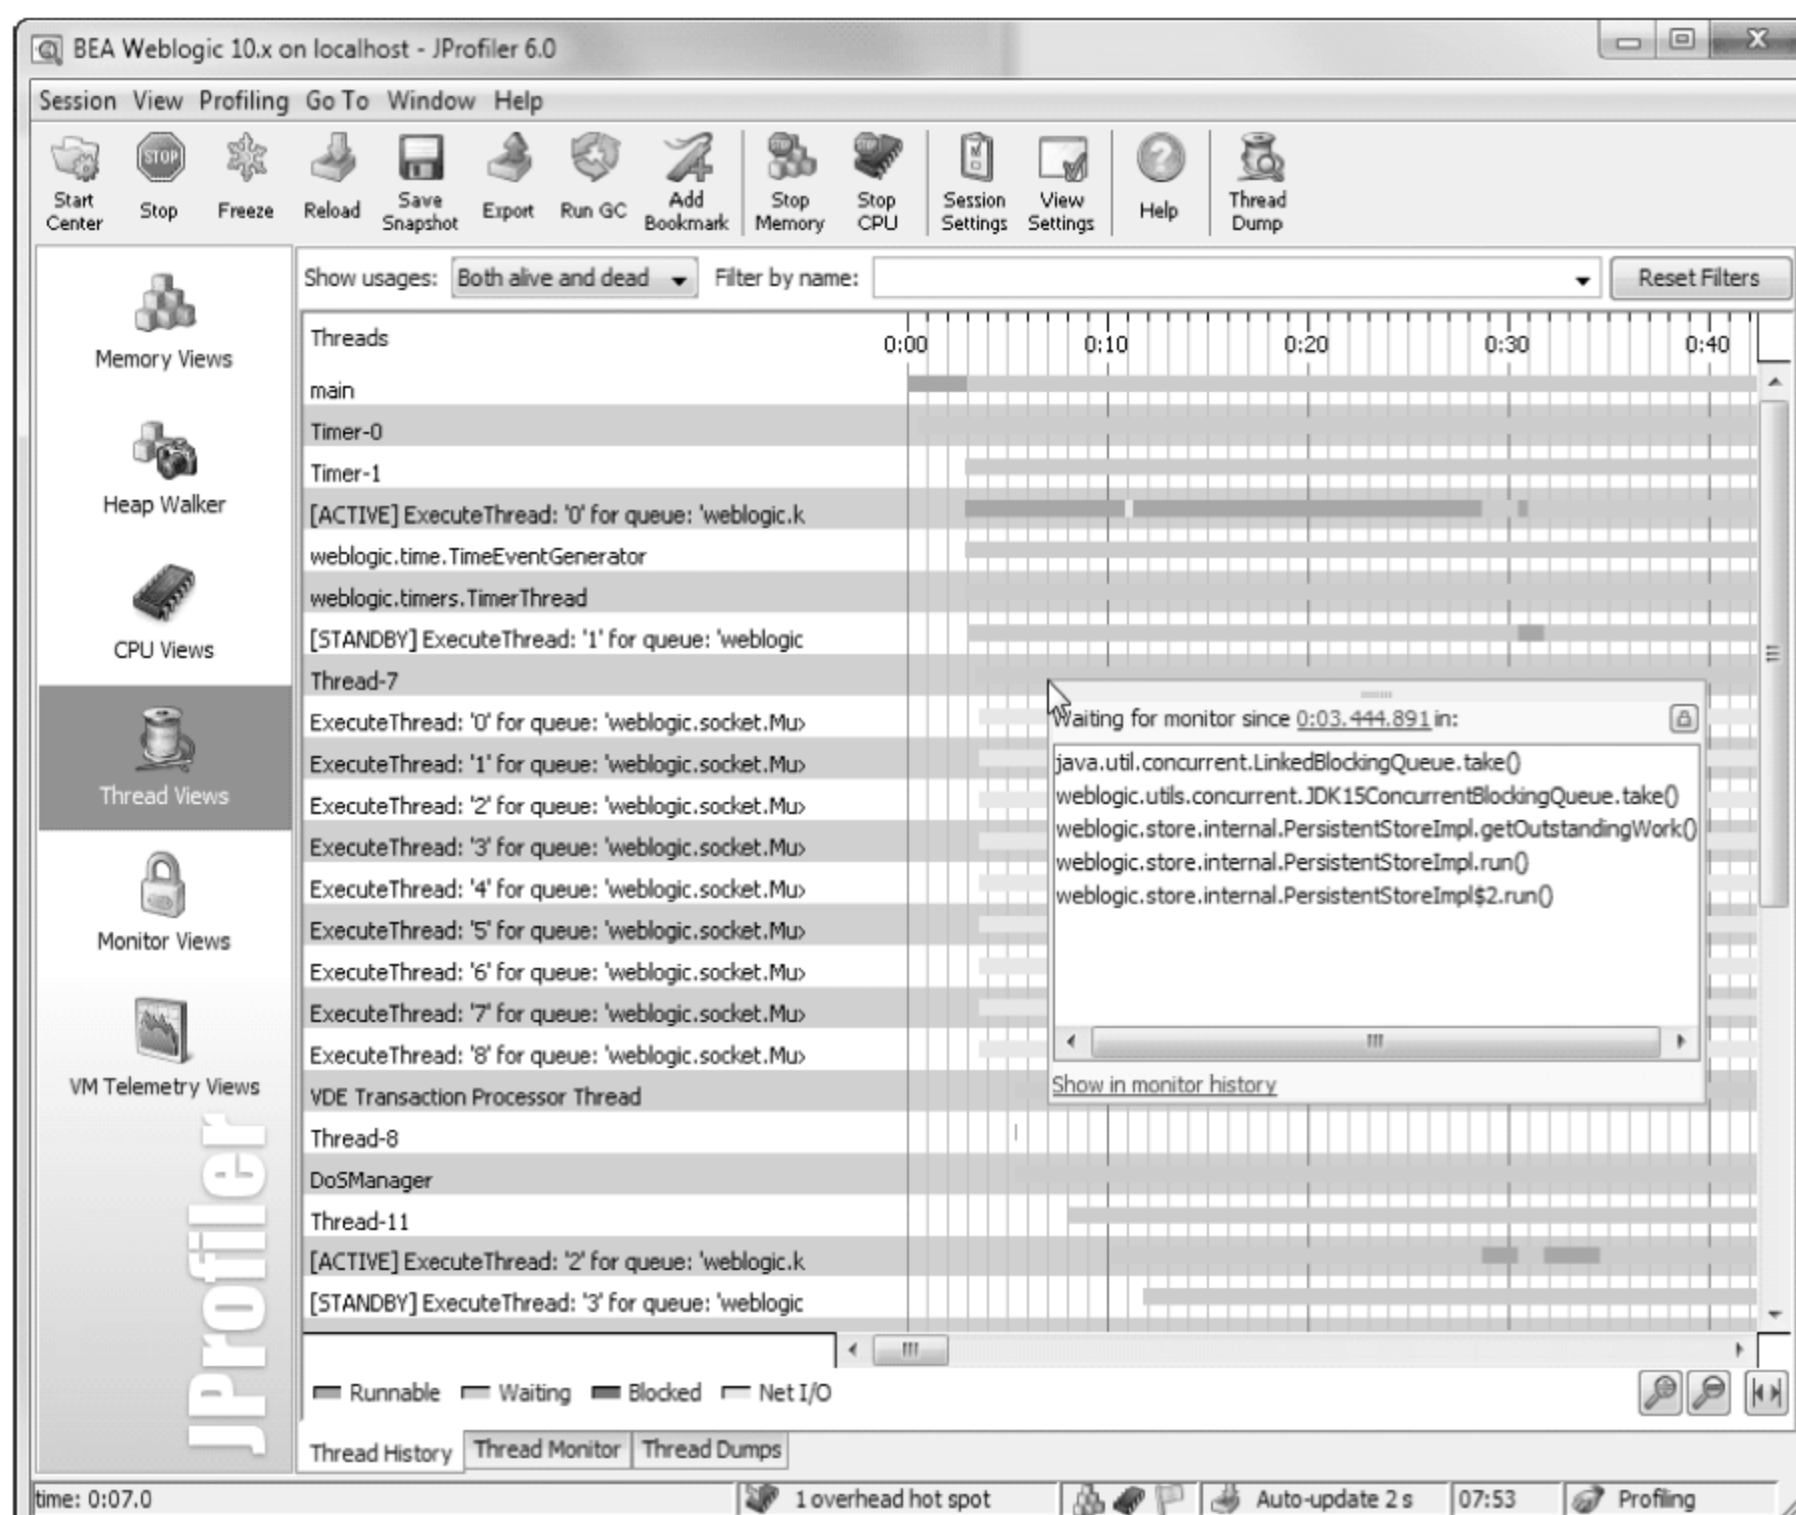 BEA Weblogic 10.x on localhost - JProfiler 6.0
Session View Profiling Go To Window Help
STOP
Start Center
Stop
Freeze
Reload
Save Snapshot
Export
Run GC
Add Bookmark
Stop Memory
Stop CPU
Session Settings
View Settings
Help
Thread Dump
Memory Views
Heap Walker
CPU Views
Thread Views
Monitor Views
VM Telemetry Views
JProfiler
Show usages: Both alive and dead Filter by name: Reset Filters
Threads 0:00 0:10 0:20 0:30 0:40
main
Timer-0
Timer-1
[ACTIVE] ExecuteThread: '0' for queue: 'weblogic.k
weblogic.time.TimeEventGenerator
weblogic.timers.TimerThread
[STANDBY] ExecuteThread: '1' for queue: 'weblogic
Thread-7
ExecuteThread: '0' for queue: 'weblogic.socket.Mu
ExecuteThread: '1' for queue: 'weblogic.socket.Mu
ExecuteThread: '2' for queue: 'weblogic.socket.Mu
ExecuteThread: '3' for queue: 'weblogic.socket.Mu
ExecuteThread: '4' for queue: 'weblogic.socket.Mu
ExecuteThread: '5' for queue: 'weblogic.socket.Mu
ExecuteThread: '6' for queue: 'weblogic.socket.Mu
ExecuteThread: '7' for queue: 'weblogic.socket.Mu
ExecuteThread: '8' for queue: 'weblogic.socket.Mu
VDE Transaction Processor Thread
Thread-8
DoSManager
Thread-11
[ACTIVE] ExecuteThread: '2' for queue: 'weblogic.k
[STANDBY] ExecuteThread: '3' for queue: 'weblogic
Waiting for monitor since 0:03.444.891 in:
java.util.concurrent.LinkedBlockingQueue.take()
weblogic.utils.concurrent.JDK15ConcurrentBlockingQueue.take()
weblogic.store.internal.PersistentStoreImpl.getOutstandingWork()
weblogic.store.internal.PersistentStoreImpl.run()
weblogic.store.internal.PersistentStoreImpl$2.run()
Show in monitor history
Runnable Waiting Blocked Net I/O
Thread History Thread Monitor Thread Dumps
time: 0:07.0 1 overhead hot spot Auto-update 2 s 07:53 Profiling